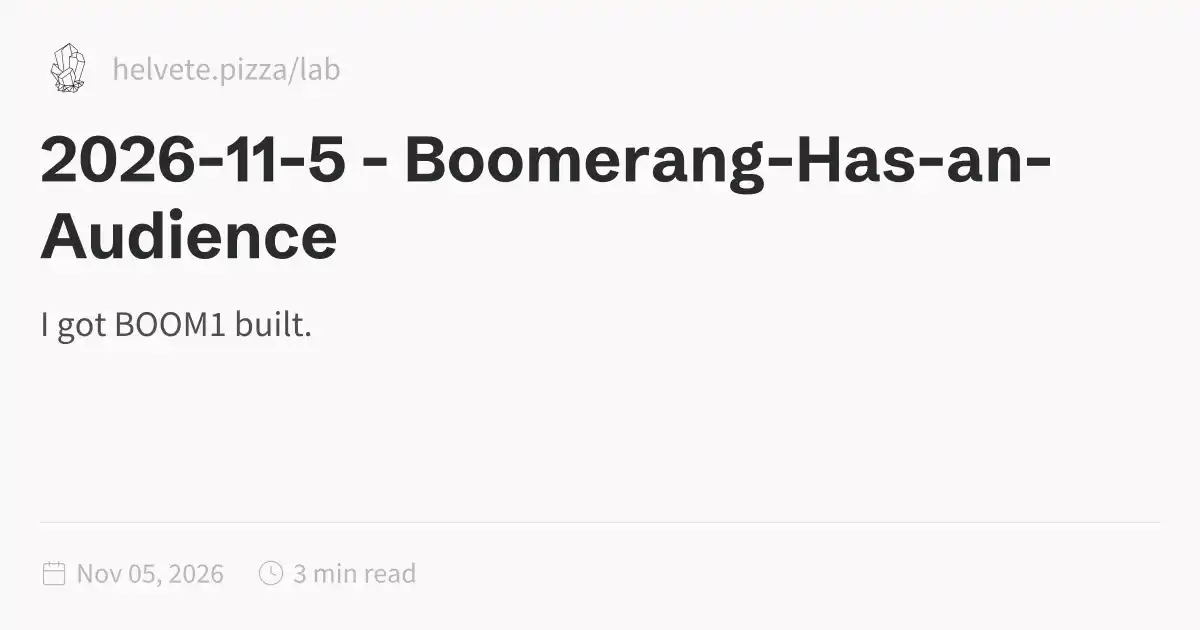 helvete.pizza/lab
2026-11-5 - Boomerang-Has-an-
Audience
I got BOOM1 built.
Nov 05, 2026
3 min read